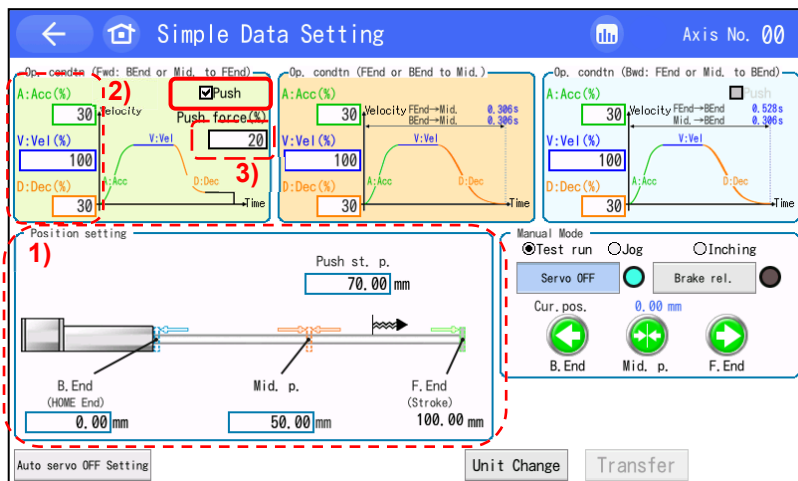 Simple Data Setting
Axis No. 00
Op. condtn (Fwd: BEnd or Mid. to FEnd)
2)
A:Acc(%)
30
Velocity
Push
Push force(%)
20
3)
V:Vel(%)
100
V:Vel
D:Dec(%)
30
A:Acc
D:Dec
Time
Op. condtn (FEnd or BEnd to Mid.)
A:Acc(%)
30
Velocity
FEnd→Mid. 0.306s
BEnd→Mid. 0.306s
V:Vel(%)
100
V:Vel
D:Dec(%)
30
A:Acc
D:Dec
Time
Op. condtn (Bwd: FEnd or Mid. to BEnd)
A:Acc(%)
30
Push
Velocity
FEnd→BEnd 0.528s
Mid.→BEnd 0.306s
V:Vel(%)
100
V:Vel
D:Dec(%)
30
A:Acc
D:Dec
Time
Position setting
1)
Push st. p.
70.00 mm
B.End
(HOME End)
0.00 mm
Mid. p.
50.00 mm
F.End
(Stroke)
100.00 mm
Manual Mode
Test run Jog Inching
Servo OFF
Brake rel.
Cur.pos. 0.00 mm
B.End Mid. p. F.End
Auto servo OFF Setting
Unit Change
Transfer